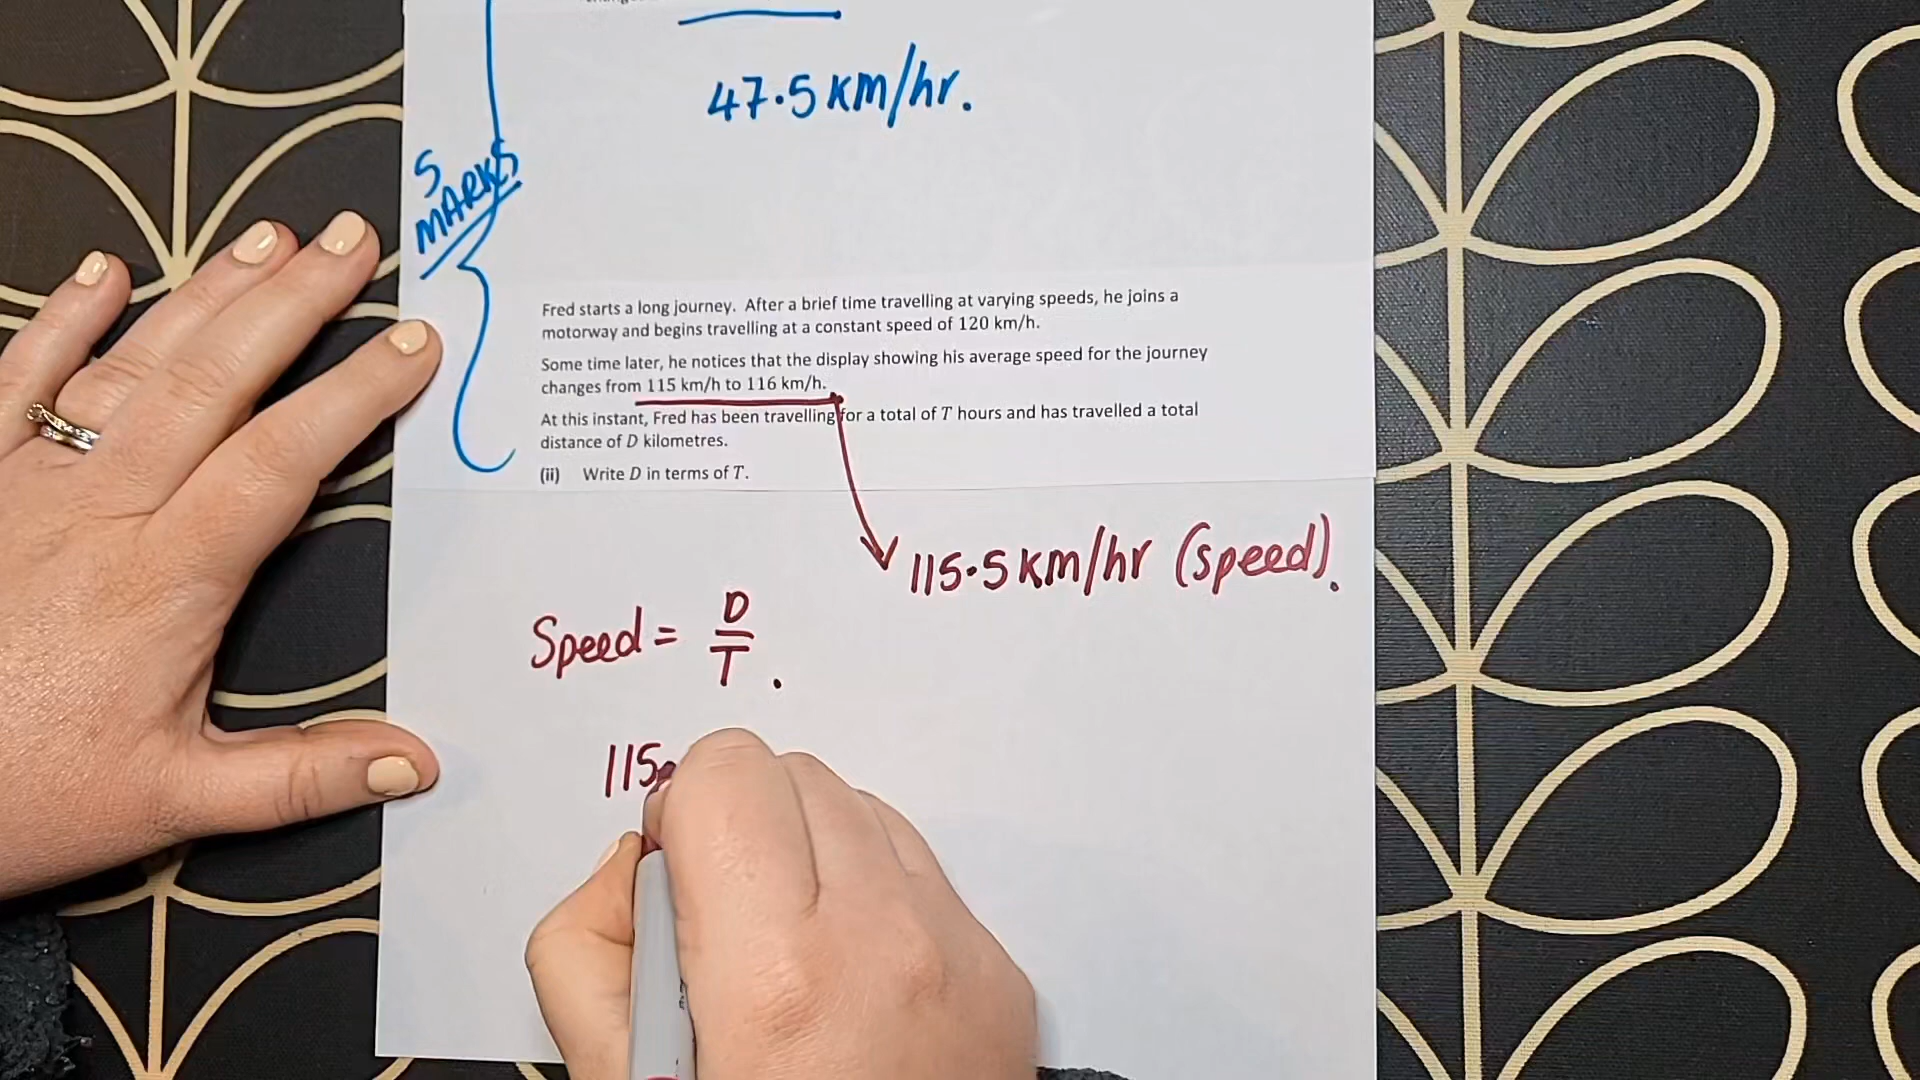 47.5 km/hr.
5
MARKS
Fred starts a long journey. After a brief time travelling at varying speeds, he joins a
motorway and begins travelling at a constant speed of 120 km/h.
Some time later, he notices that the display showing his average speed for the journey
changes from 115 km/h to 116 km/h.
At this instant, Fred has been travelling for a total of T hours and has travelled a total
distance of D kilometres.
(ii) Write D in terms of T.
115.5 km/hr (speed).
Speed = D
T .
115